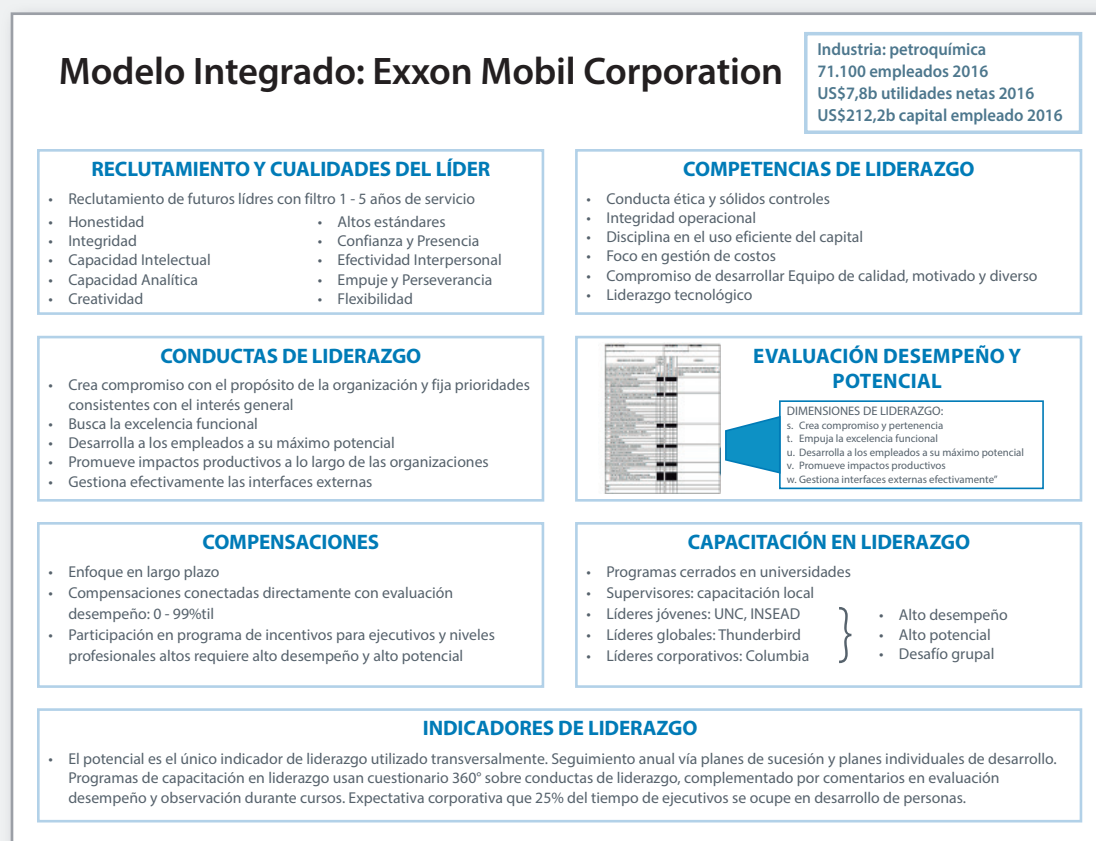 Modelo Integrado: Exxon Mobil Corporation
Industria: petroquímica
71.100 empleados 2016
US$7,8b utilidades netas 2016
US$212,2b capital empleado 2016
RECLUTAMIENTO Y CUALIDADES DEL LÍDER
• Reclutamiento de futuros lídres con filtro 1 - 5 años de servicio
• Honestidad
• Integridad
• Capacidad Intelectual
• Capacidad Analítica
• Creatividad
• Altos estándares
• Confianza y Presencia
• Efectividad Interpersonal
• Empuje y Perseverancia
• Flexibilidad
COMPETENCIAS DE LIDERAZGO
• Conducta ética y sólidos controles
• Integridad operacional
• Disciplina en el uso eficiente del capital
• Foco en gestión de costos
• Compromiso de desarrollar Equipo de calidad, motivado y diverso
• Liderazgo tecnológico
CONDUCTAS DE LIDERAZGO
• Crea compromiso con el propósito de la organización y fija prioridades
consistentes con el interés general
• Busca la excelencia funcional
• Desarrolla a los empleados a su máximo potencial
• Promueve impactos productivos a lo largo de las organizaciones
• Gestiona efectivamente las interfaces externas
EVALUACIÓN DESEMPEÑO Y
POTENCIAL
DIMENSIONES DE LIDERAZGO:
s. Crea compromiso y pertenencia
t. Empuja la excelencia funcional
u. Desarrolla a los empleados a su máximo potencial
v. Promueve impactos productivos
w. Gestiona interfaces externas efectivamente"
COMPENSACIONES
• Enfoque en largo plazo
• Compensaciones conectadas directamente con evaluación
desempeño: 0 - 99%til
• Participación en programa de incentivos para ejecutivos y niveles
profesionales altos requiere alto desempeño y alto potencial
CAPACITACIÓN EN LIDERAZGO
• Programas cerrados en universidades
• Supervisores: capacitación local
• Líderes jóvenes: UNC, INSEAD
• Líderes globales: Thunderbird
• Líderes corporativos: Columbia
• Alto desempeño
• Alto potencial
• Desafío grupal
INDICADORES DE LIDERAZGO
• El potencial es el único indicador de liderazgo utilizado transversalmente. Seguimiento anual vía planes de sucesión y planes individuales de desarrollo.
Programas de capacitación en liderazgo usan cuestionario 360° sobre conductas de liderazgo, complementado por comentarios en evaluación
desempeño y observación durante cursos. Expectativa corporativa que 25% del tiempo de ejecutivos se ocupe en desarrollo de personas.